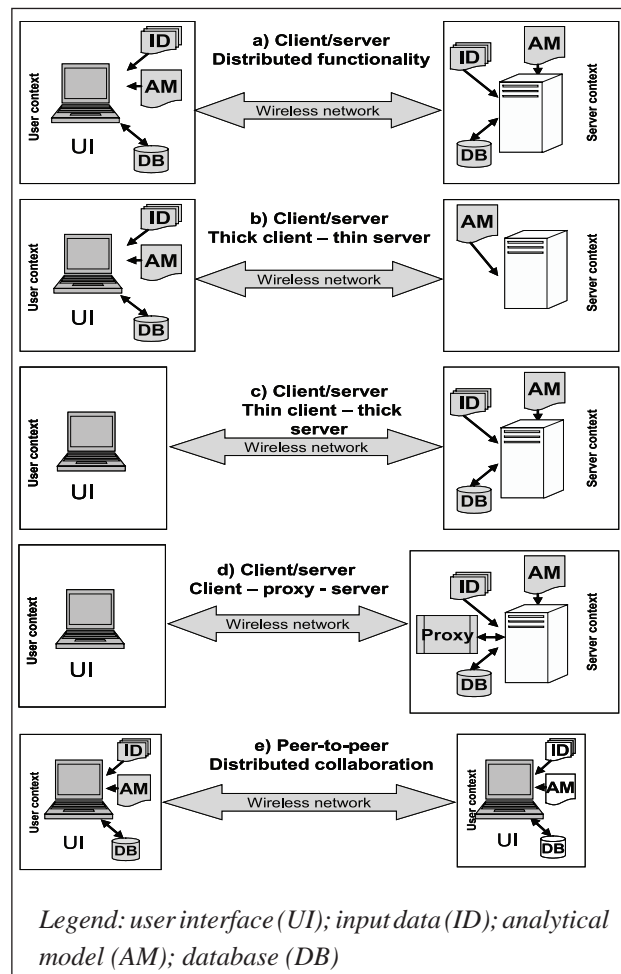 a) Client/server
Distributed functionality
User context
ID
AM
DB
UI
Wireless network
ID
AM
DB
Server context
b) Client/server
Thick client – thin server
User context
ID
AM
DB
UI
Wireless network
AM
Server context
c) Client/server
Thin client – thick
server
User context
UI
Wireless network
ID
AM
DB
Server context
d) Client/server
Client – proxy - server
User context
UI
Wireless network
ID
AM
Proxy
DB
Server context
e) Peer-to-peer
Distributed collaboration
User context
ID
AM
DB
UI
Wireless network
User context
ID
AM
DB
UI
Legend: user interface (UI); input data (ID); analytical
model (AM); database (DB)